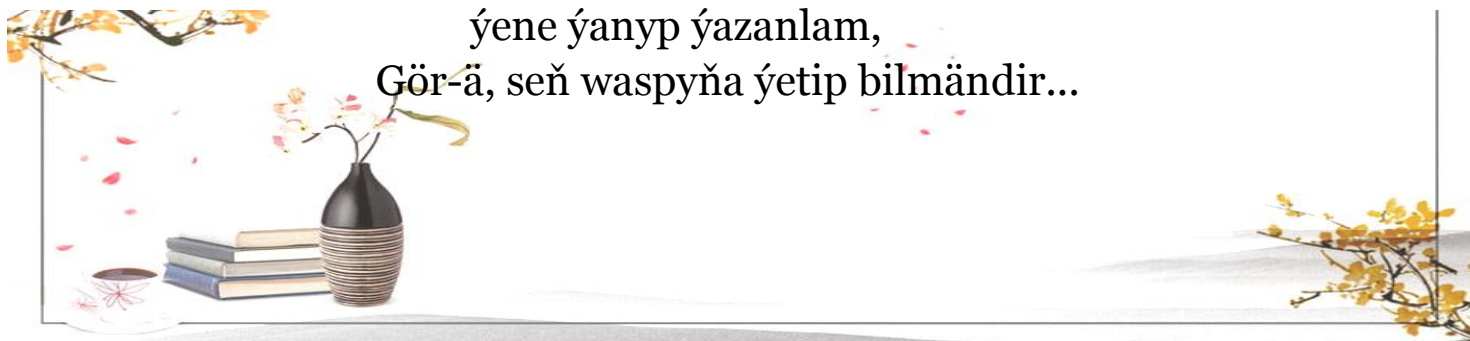 ýene ýanyp ýazanlam,
Gör-ä, seň waspyňa ýetip bilmändir...